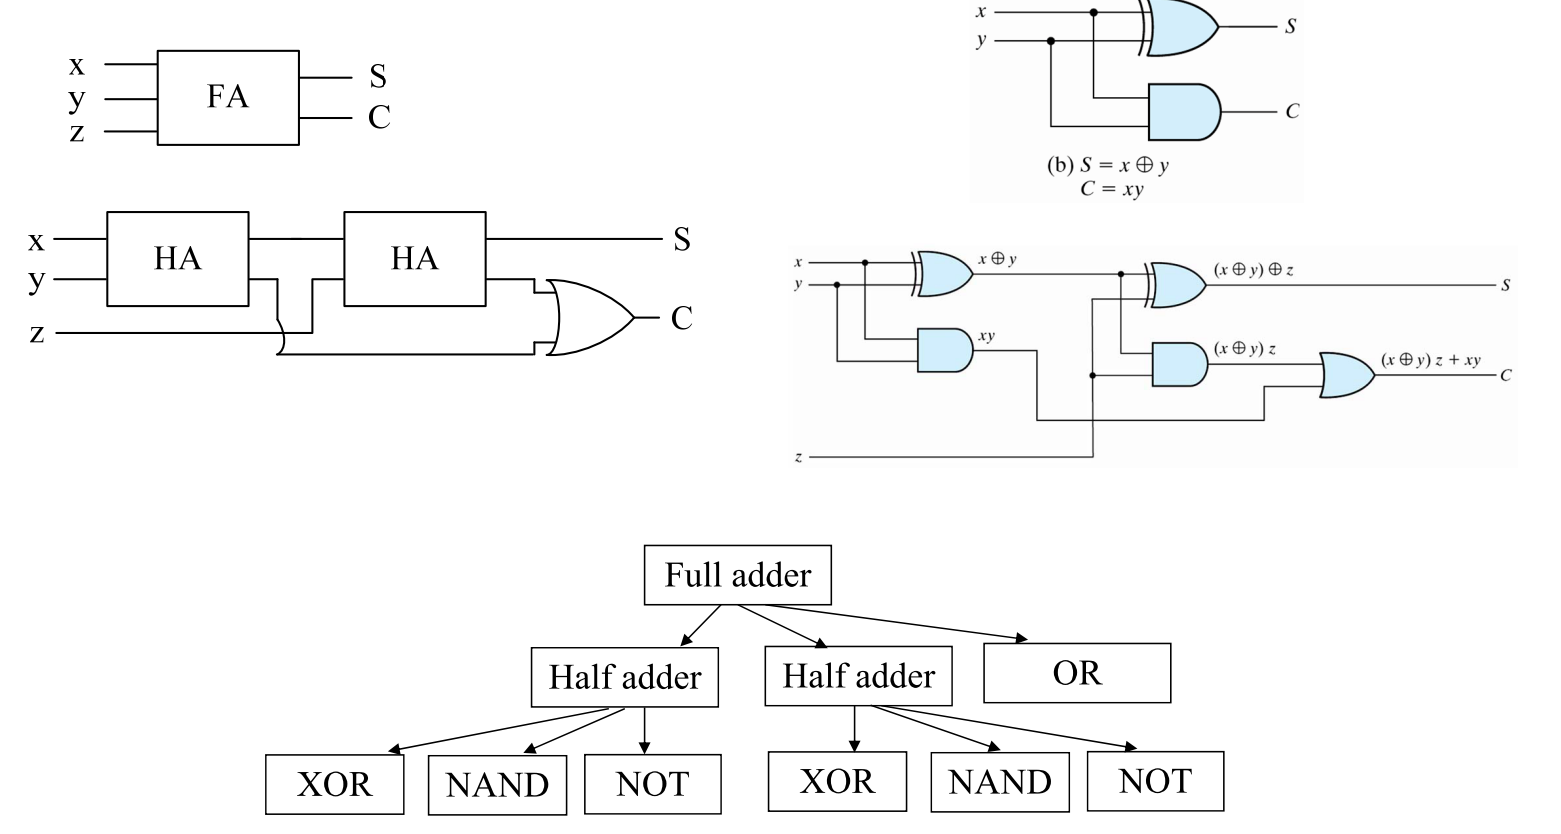 x
y
z
FA
S
C
x
y
S
C
(b) S = x ⊕ y
C = xy
x
y
z
HA
HA
S
C
x
y
z
x ⊕ y
xy
(x ⊕ y) ⊕ z
(x ⊕ y) z
(x ⊕ y) z + xy
S
C
Full adder
Half adder
Half adder
OR
XOR
NAND
NOT
XOR
NAND
NOT